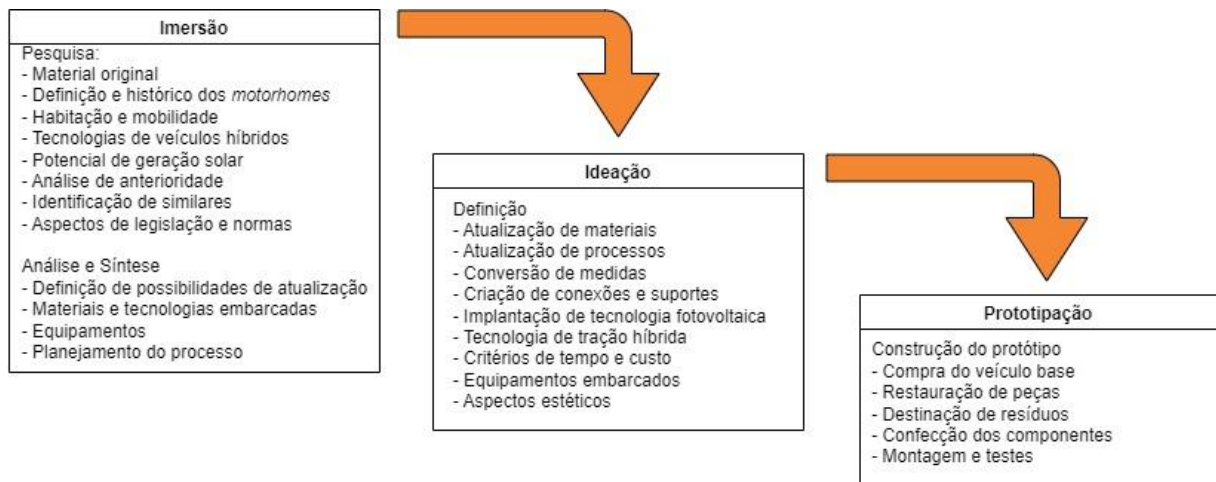 Imersão
Pesquisa:
- Material original
- Definição e histórico dos motorhomes
- Habitação e mobilidade
- Tecnologias de veículos híbridos
- Potencial de geração solar
- Análise de anterioridade
- Identificação de similares
- Aspectos de legislação e normas
Análise e Síntese
- Definição de possibilidades de atualização
- Materiais e tecnologias embarcadas
- Equipamentos
- Planejamento do processo
Ideação
Definição
- Atualização de materiais
- Atualização de processos
- Conversão de medidas
- Criação de conexões e suportes
- Implantação de tecnologia fotovoltaica
- Tecnologia de tração híbrida
- Critérios de tempo e custo
- Equipamentos embarcados
- Aspectos estéticos
Prototipação
Construção do protótipo
- Compra do veículo base
- Restauração de peças
- Destinação de resíduos
- Confecção dos componentes
- Montagem e testes